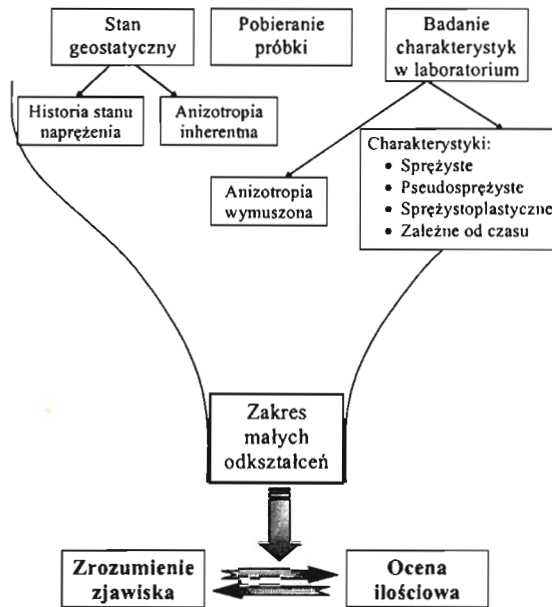 Stan
geostatyczny
Pobieranie
próbki
Badanie
charakterystyk
w laboratorium
Historia stanu
naprężenia
Anizotropia
inherentna
Anizotropia
wymuszona
Charakterystyki:
• Sprężyste
• Pseudosprężyste
• Sprężystoplastyczne
• Zależne od czasu
Zakres
małych
odkształceń
Zrozumienie
zjawiska
Ocena
ilościowa